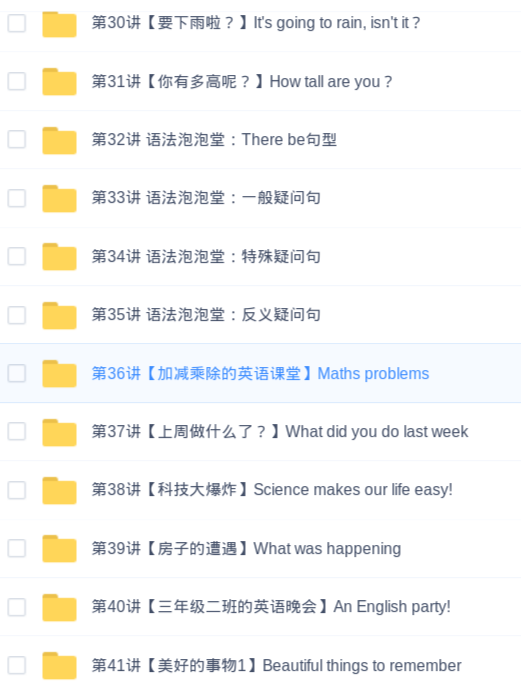 第30讲【要下雨啦？】It's going to rain, isn't it？
第31讲【你有多高呢？】How tall are you？
第32讲 语法泡泡堂：There be句型
第33讲 语法泡泡堂：一般疑问句
第34讲 语法泡泡堂：特殊疑问句
第35讲 语法泡泡堂：反义疑问句
第36讲【加减乘除的英语课堂】Maths problems
第37讲【上周做什么了？】What did you do last week
第38讲【科技大爆炸】Science makes our life easy!
第39讲【房子的遭遇】What was happening
第40讲【三年级二班的英语晚会】An English party!
第41讲【美好的事物1】Beautiful things to remember